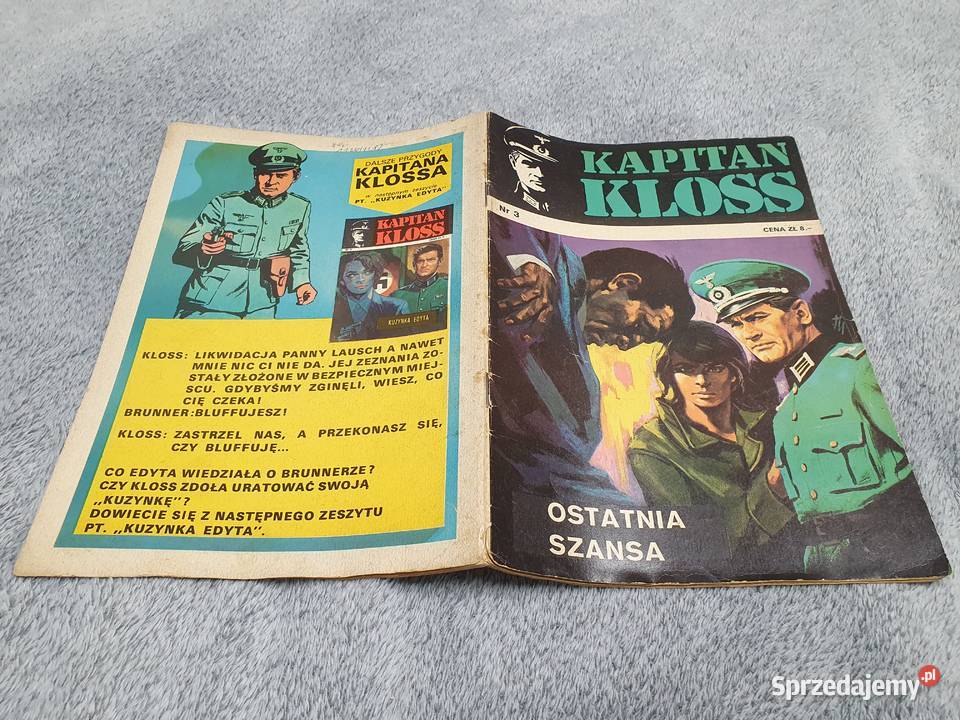 DALSZE PRZYGODY
KAPITANA
KLOSSA
w następnym zeszycie
PT. „KUZYNKA EDYTA"
KAPITAN
KLOSS
KUZYNKA EDYTA
KLOSS: LIKWIDACJA PANNY LAUSCH A NAWET
MNIE NIC CI NIE DA. JEJ ZEZNANIA ZO-
STAŁY ZŁOŻONE W BEZPIECZNYM MIEJ-
SCU. GDYBYŚMY ZGINĘLI, WIESZ, CO
CIĘ CZEKA!
BRUNNER:BLUFFUJESZ!
KLOSS: ZASTRZEL NAS, A PRZEKONASZ SIĘ,
CZY BLUFFUJĘ...
CO EDYTA WIEDZIAŁA O BRUNNERZE?
CZY KLOSS ZDOŁA URATOWAĆ SWOJĄ
„KUZYNKĘ"?
DOWIECIE SIĘ Z NASTĘPNEGO ZESZYTU
PT. „KUZYNKA EDYTA".
KAPITAN
KLOSS
Nr 3
CENA ZŁ 8.–
OSTATNIA
SZANSA
Sprzedajemy.pl